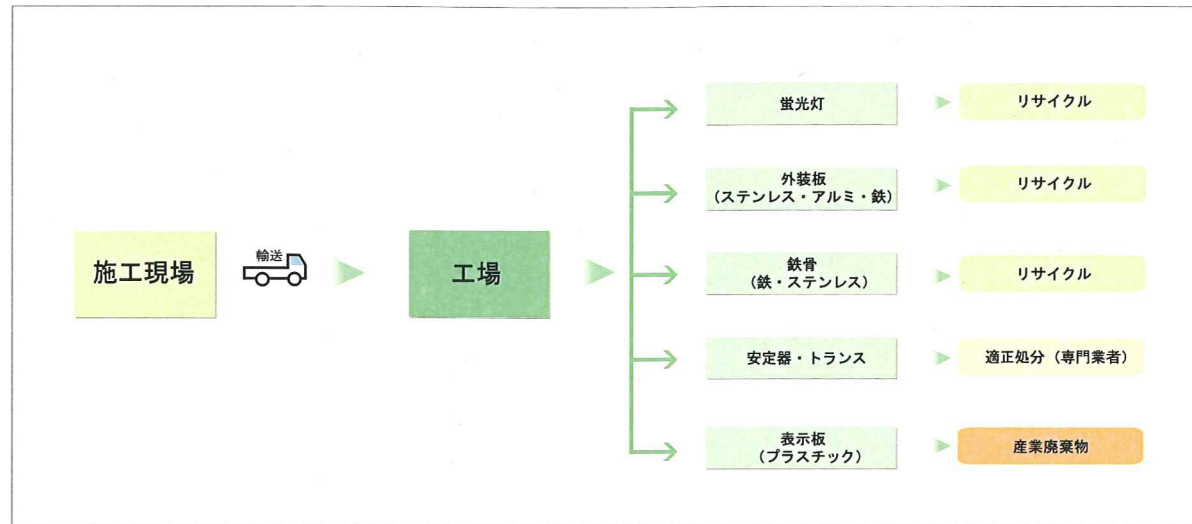 施工現場
輸送
工場
蛍光灯
リサイクル
外装板
(ステンレス・アルミ・鉄)
リサイクル
鉄骨
(鉄・ステンレス)
リサイクル
安定器・トランス
適正処分(専門業者)
表示板
(プラスチック)
産業廃棄物